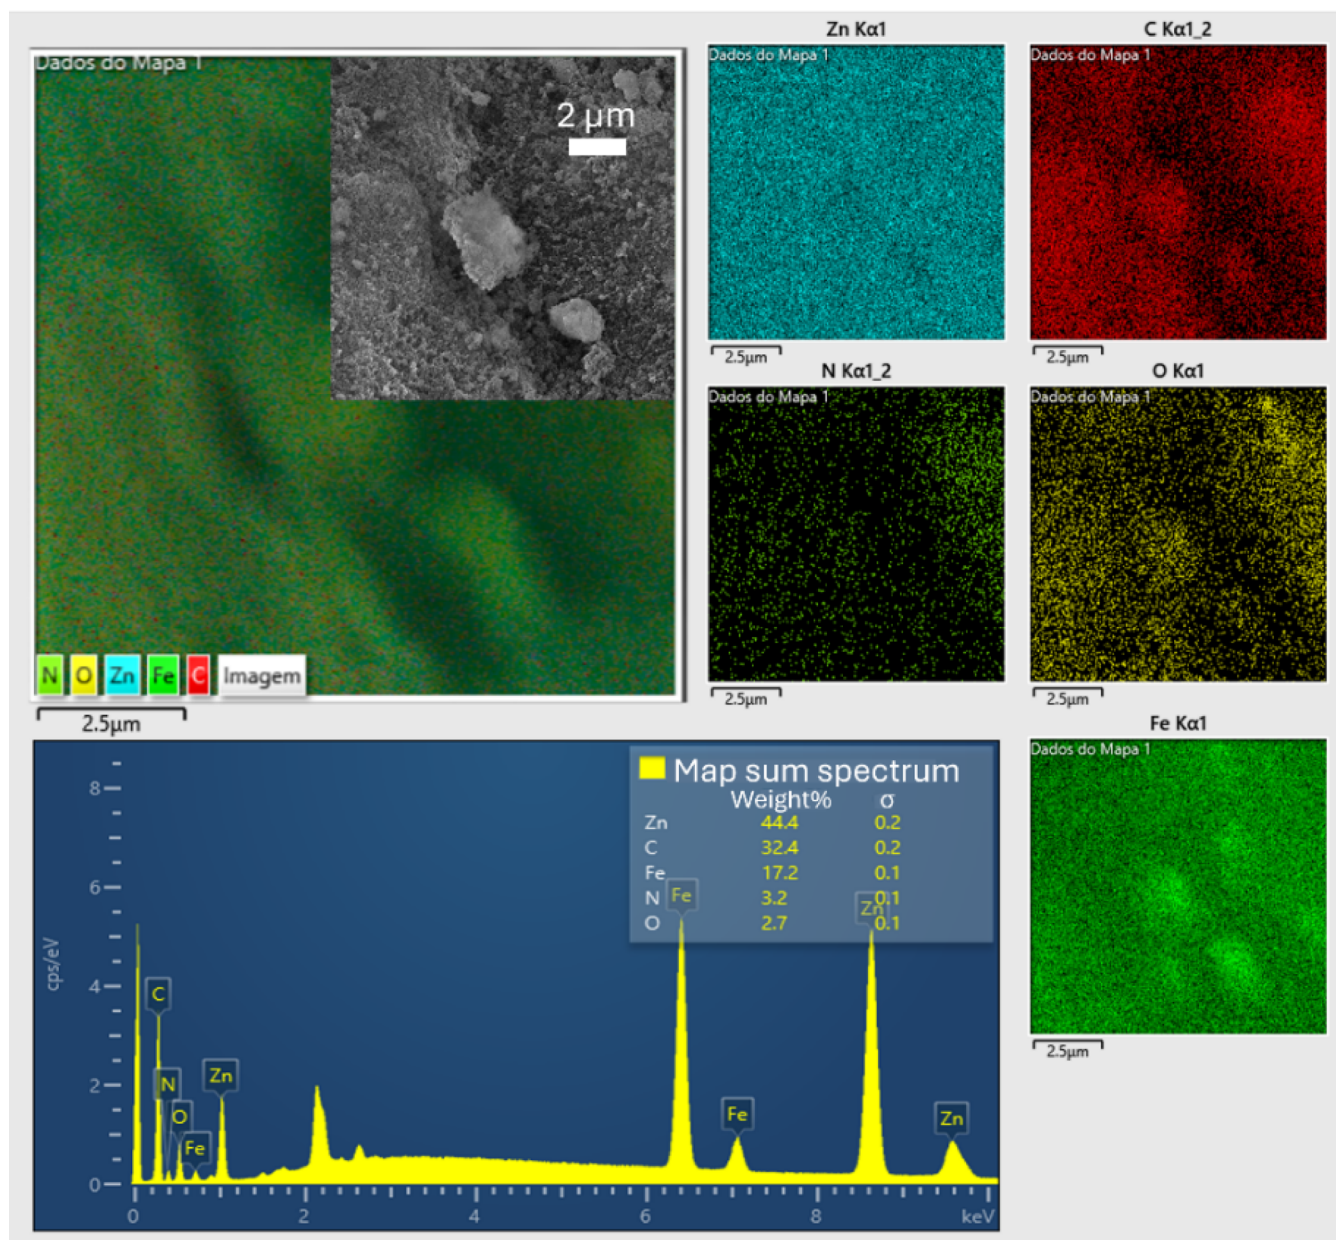 Dados do Mapa 1
2 µm
N O Zn Fe C Imagem
2.5µm
Zn Kα1
Dados do Mapa 1
2.5µm
C Kα1_2
Dados do Mapa 1
2.5µm
N Kα1_2
Dados do Mapa 1
2.5µm
O Kα1
Dados do Mapa 1
2.5µm
Fe Kα1
Dados do Mapa 1
2.5µm
Map sum spectrum
Weight% σ
Zn 44.4 0.2
C 32.4 0.2
Fe 17.2 0.1
N 3.2 0.1
O 2.7 0.1
cps/eV
8
6
4
2
0
C
N
O
Fe
Zn
Fe
Fe
Zn
Zn
0 2 4 6 8 keV